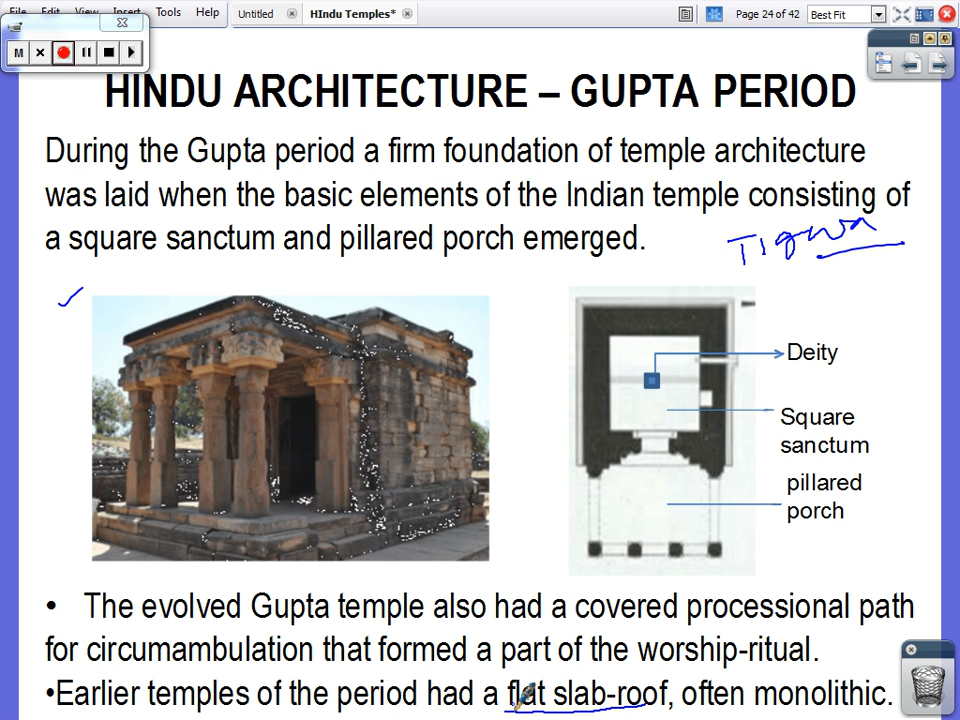 File Edit View Insert Tools Help
Untitled
HIndu Temples*
Page 24 of 42
Best Fit
M
HINDU ARCHITECTURE – GUPTA PERIOD
During the Gupta period a firm foundation of temple architecture
was laid when the basic elements of the Indian temple consisting of
a square sanctum and pillared porch emerged.
Tigawa
Deity
Square
sanctum
pillared
porch
• The evolved Gupta temple also had a covered processional path
for circumambulation that formed a part of the worship-ritual.
•Earlier temples of the period had a flat slab-roof, often monolithic.